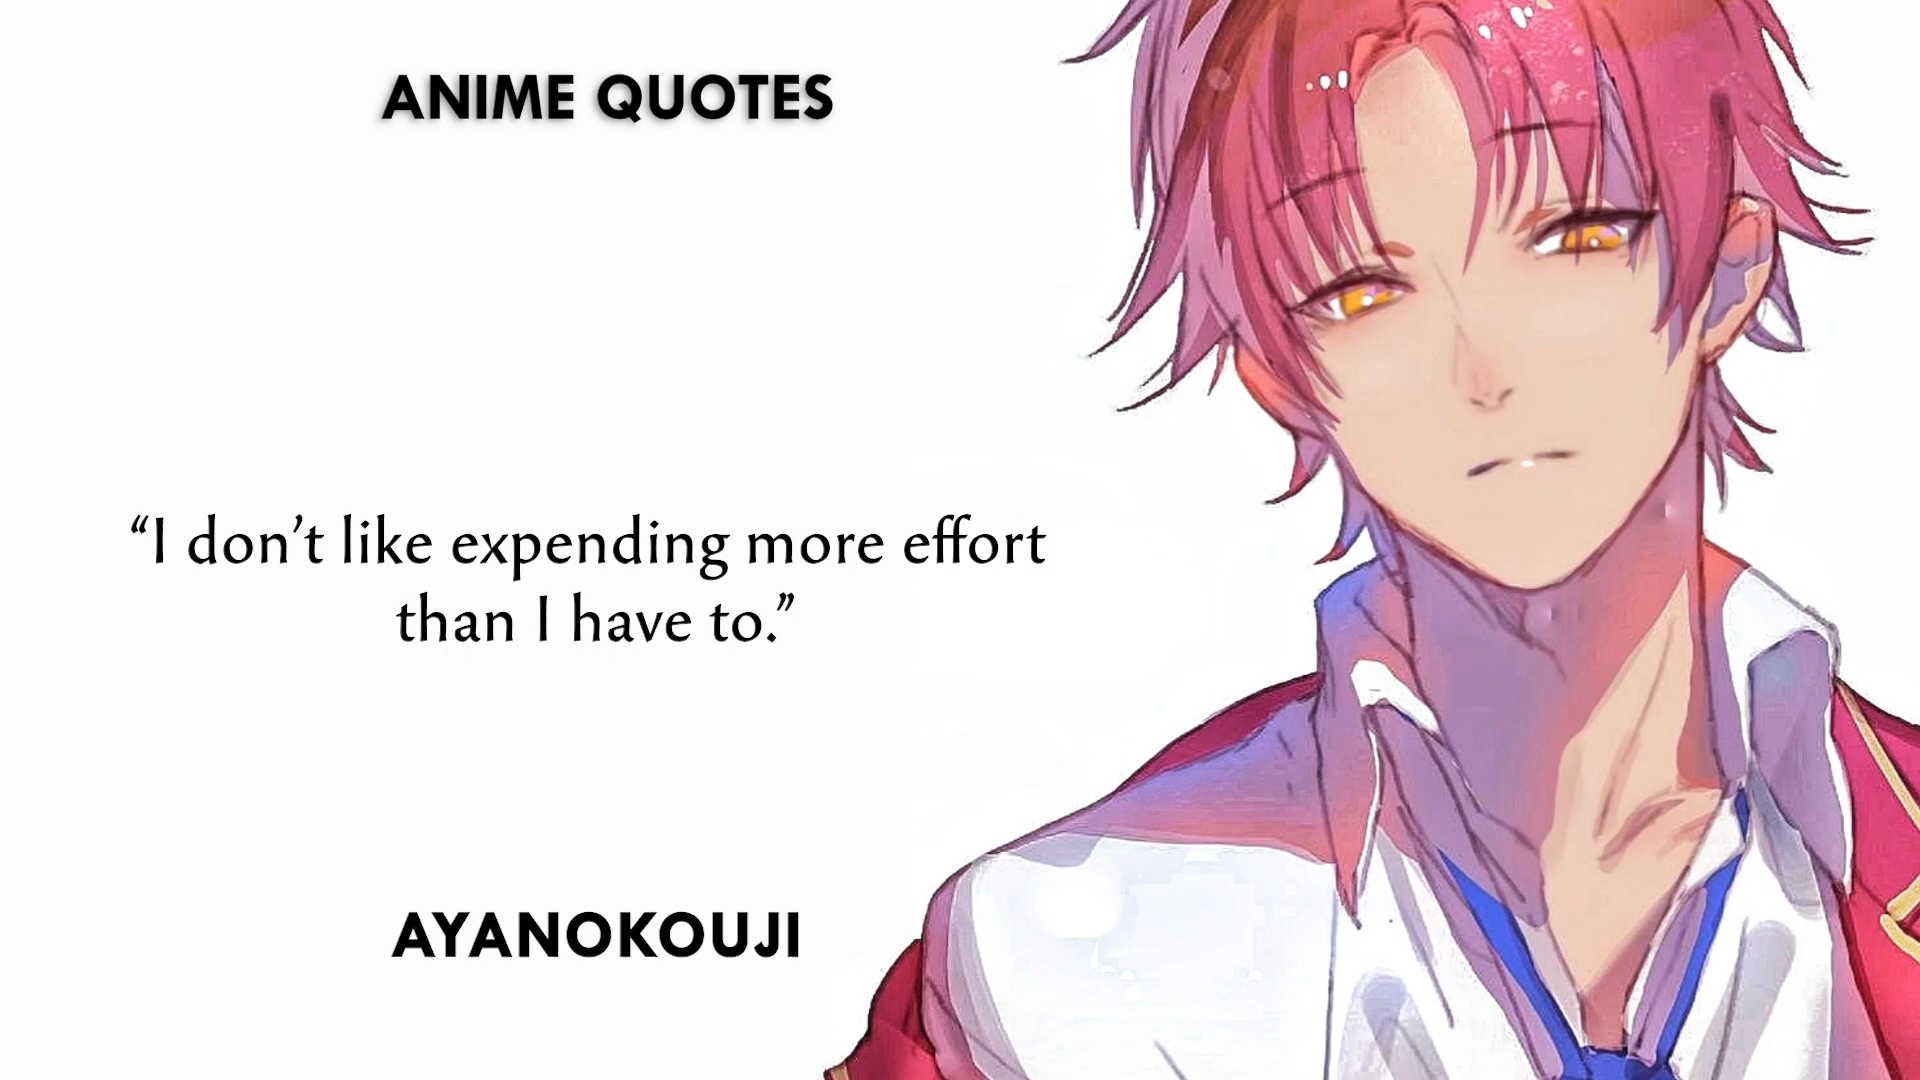 ANIME QUOTES
“I don’t like expending more effort
than I have to.”
AYANOKOUJI